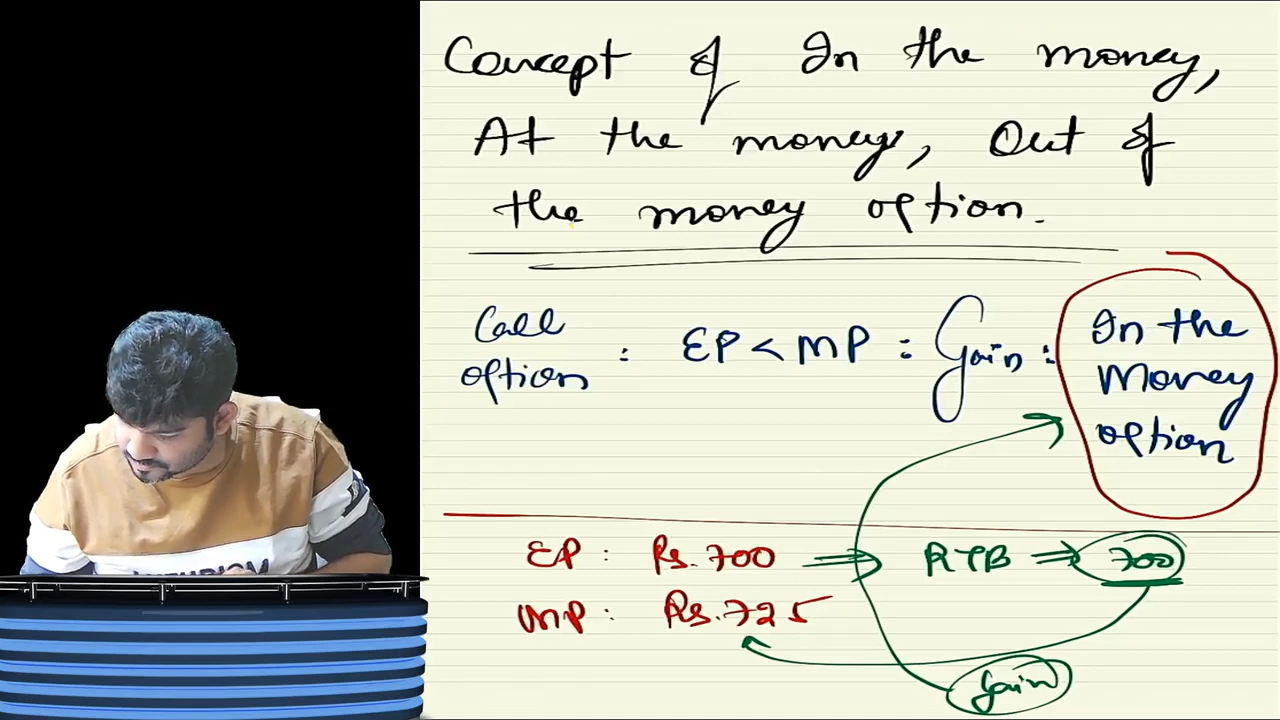 Concept of In the money,
At the money, Out of
the money option.
Call option : EP < MP : Gain : In the Money option
EP : Rs. 700 ⇒ RTB ⇒ 700
MP : Rs. 725
Gain